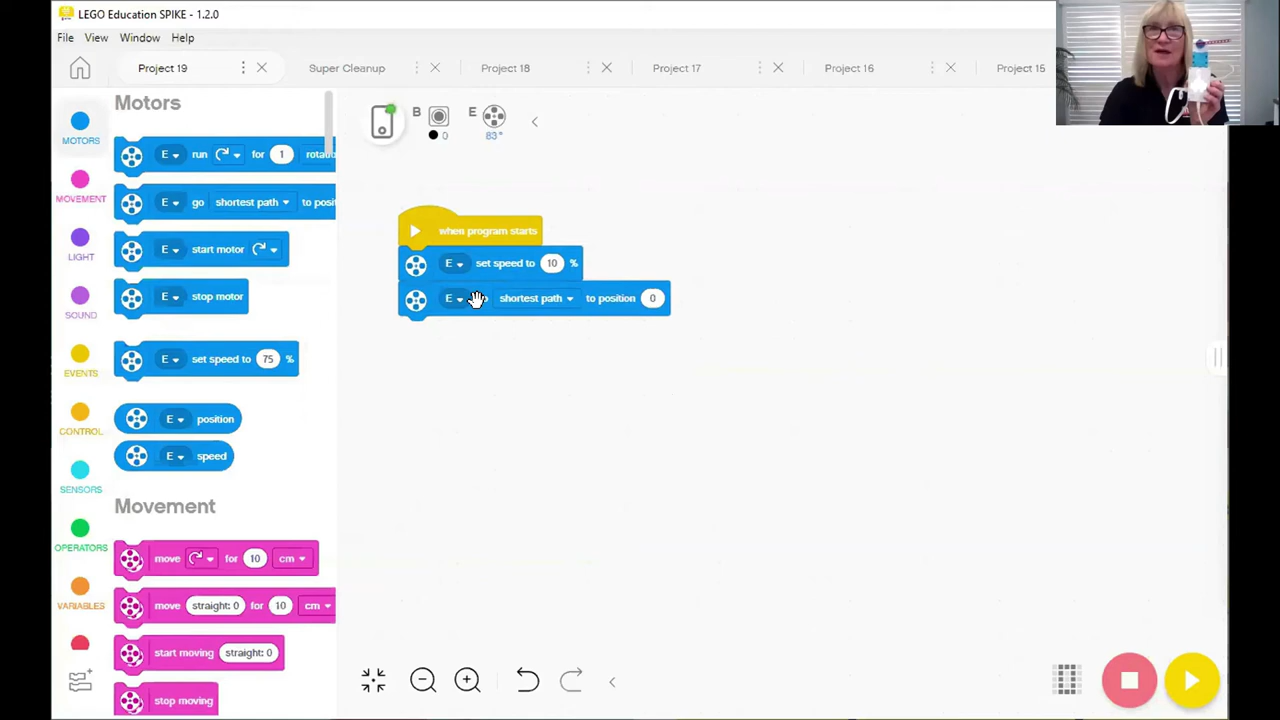 LEGO Education SPIKE - 1.2.0
File View Window Help
Project 19 Super Cleanup Project 18 Project 17 Project 16 Project 15
MOTORS
MOVEMENT
LIGHT
SOUND
EVENTS
CONTROL
SENSORS
OPERATORS
VARIABLES
Motors
E run for 1
E go shortest path to
E start motor
E stop motor
E set speed to 75 %
E position
E speed
Movement
move for 10 cm
move straight: 0 for 10 cm
start moving straight: 0
stop moving
B 0
E 83°
when program starts
E set speed to 10 %
E shortest path to position 0